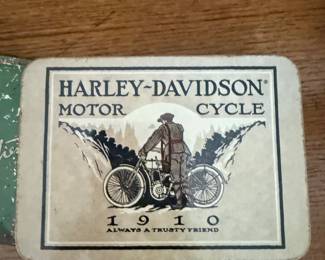 HARLEY-DAVIDSON®
MOTOR CYCLE
1910
ALWAYS A TRUSTY FRIEND